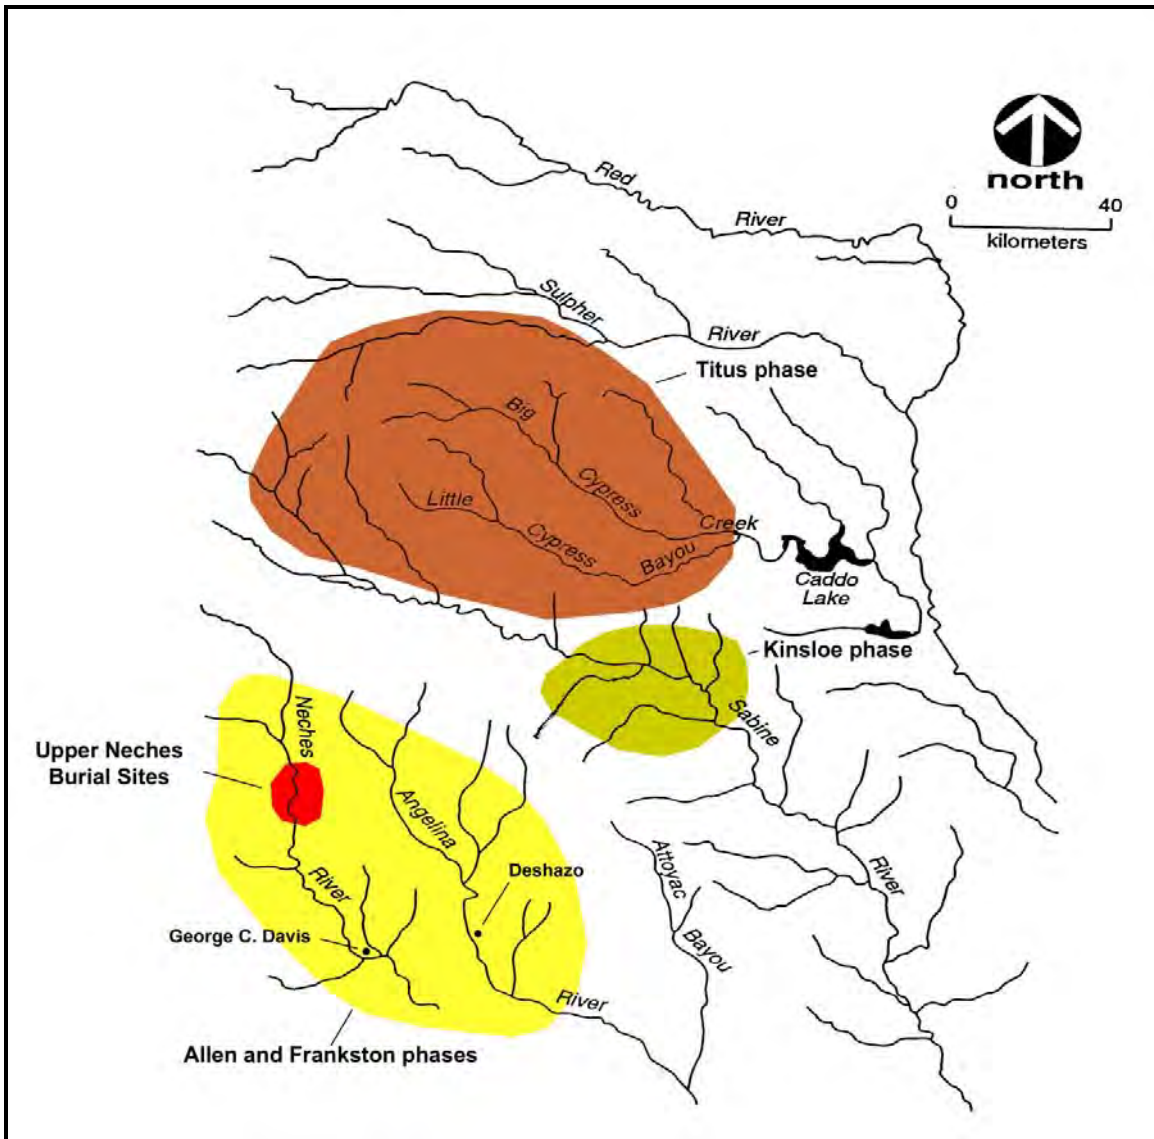 north
0 40
kilometers
Red
River
Sulpher
River
Titus phase
Big
Cypress
Creek
Little
Cypress
Bayou
Caddo
Lake
Kinsloe phase
Sabine
River
Neches
River
Upper Neches
Burial Sites
Angelina
River
Deshazo
George C. Davis
Attoyac
Bayou
Allen and Frankston phases